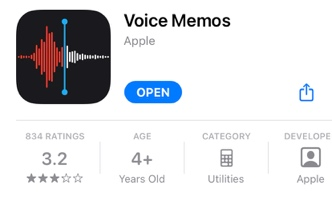 Voice Memos
Apple
OPEN
834 RATINGS
AGE
CATEGORY
DEVELOPE
3.2
4+
Years Old
Utilities
Apple